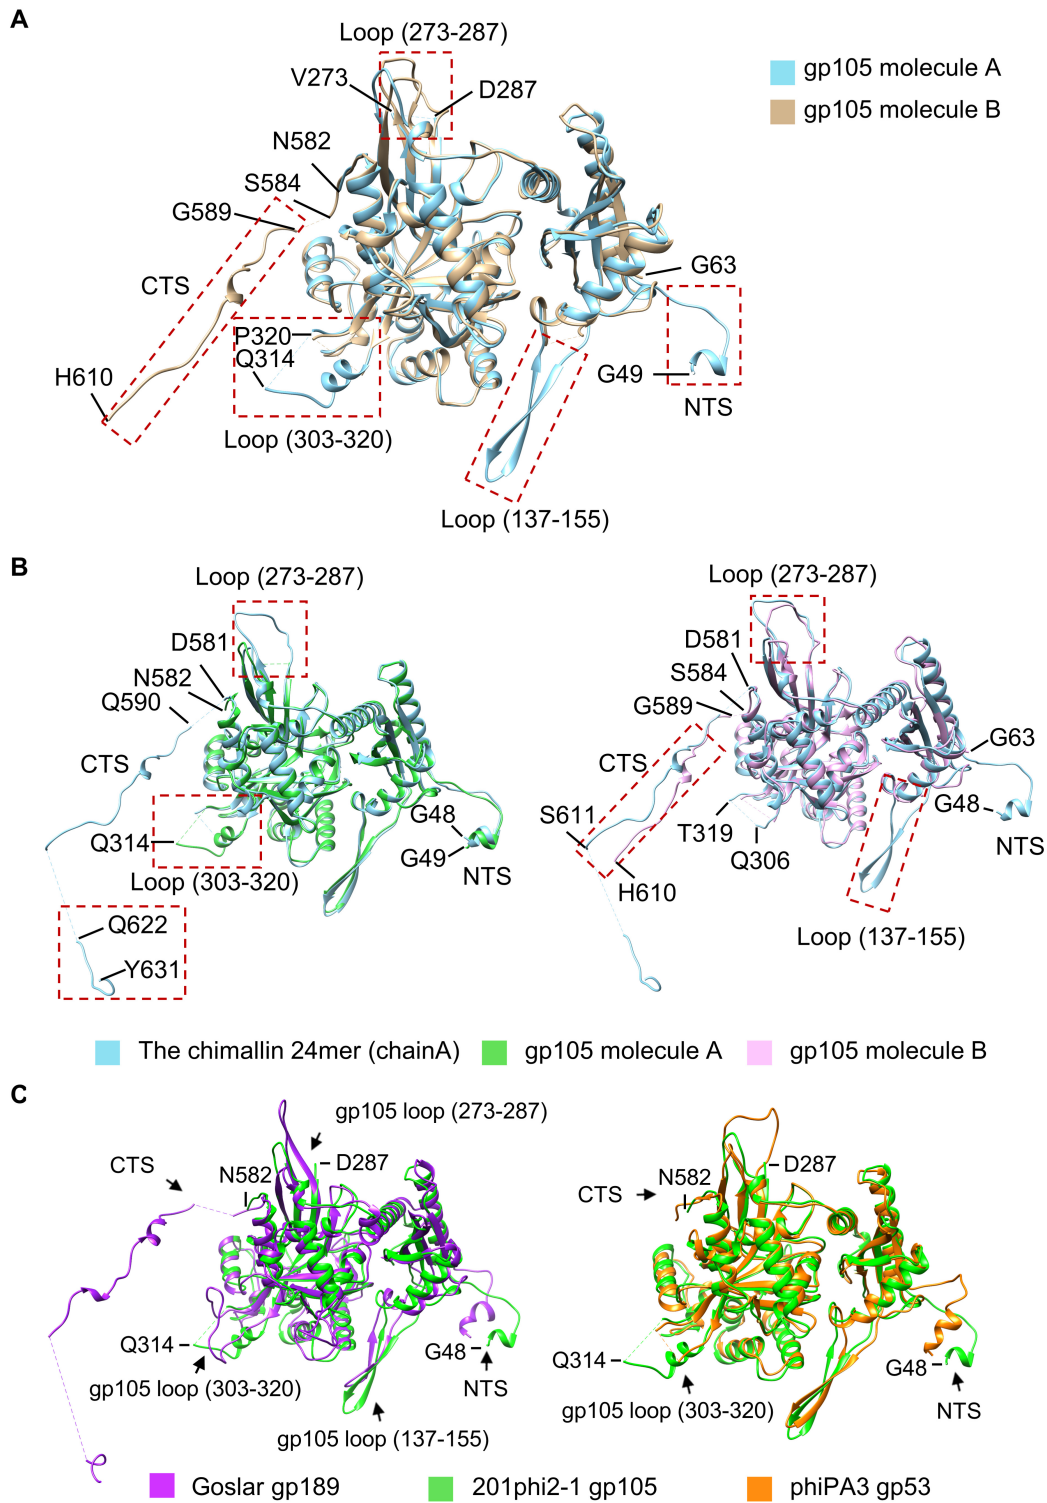 A
Loop (273-287)
V273
D287
gp105 molecule A
gp105 molecule B
N582
S584
G589
CTS
G63
P320
Q314
H610
G49
NTS
Loop (303-320)
Loop (137-155)
B
Loop (273-287)
D581
N582
Q590
CTS
Q314
Loop (303-320)
G48
G49
NTS
Q622
Y631
Loop (273-287)
D581
S584
G589
CTS
G63
S611
T319
Q306
G48
NTS
H610
Loop (137-155)
The chimallin 24mer (chainA)
gp105 molecule A
gp105 molecule B
C
gp105 loop (273-287)
CTS
N582
D287
Q314
gp105 loop (303-320)
G48
NTS
gp105 loop (137-155)
CTS
N582
D287
Q314
gp105 loop (303-320)
G48
NTS
Goslar gp189
201phi2-1 gp105
phiPA3 gp53